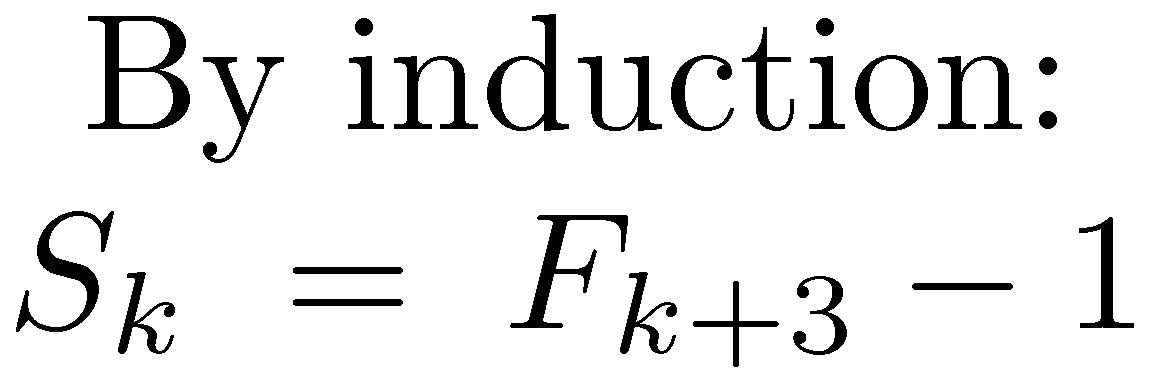 By induction:
S_k = F_{k+3} − 1